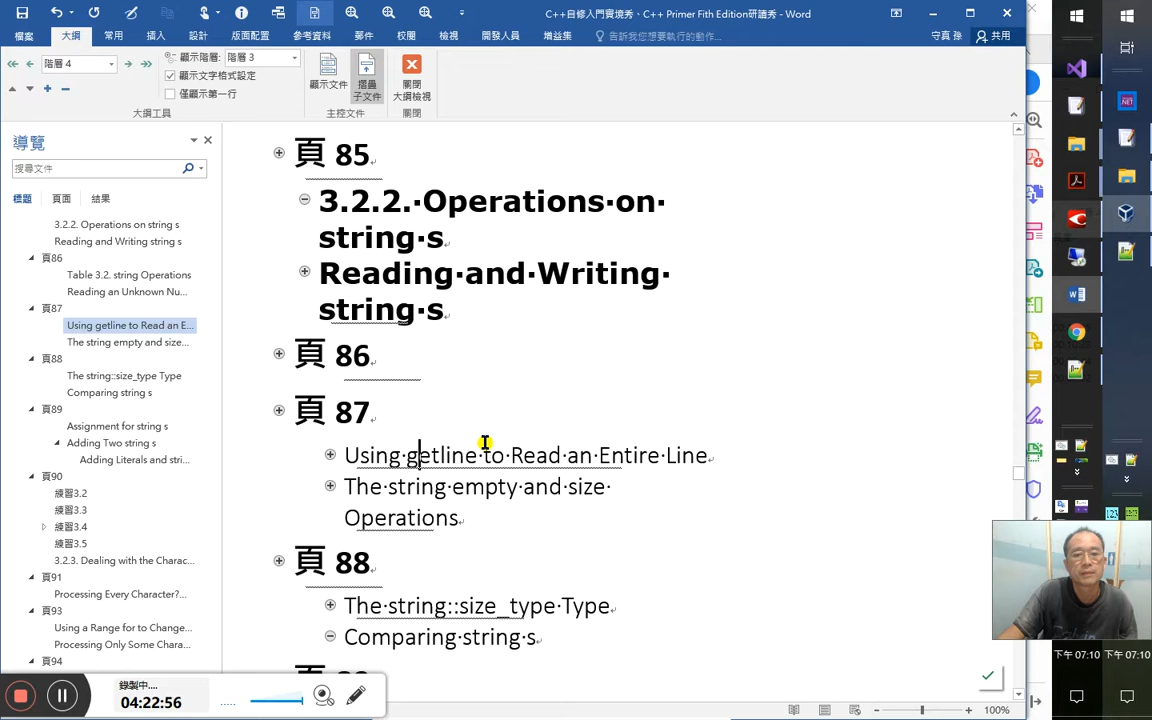 C++自修入門實境秀、C++ Primer Fith Edition研讀秀 - Word
檔案
大綱
常用
插入
設計
版面配置
參考資料
郵件
校閱
檢視
開發人員
增益集
告訴我您想要執行的動作...
守真 孫
共用
階層 4
顯示階層:
階層 3
顯示文字格式設定
僅顯示第一行
大綱工具
顯示文件
摺疊
子文件
主控文件
關閉
大綱檢視
關閉
導覽
搜尋文件
標題
頁面
結果
3.2.2. Operations on string s
Reading and Writing string s
頁86
Table 3.2. string Operations
Reading an Unknown Nu...
頁87
Using getline to Read an E...
The string empty and size...
頁88
The string::size_type Type
Comparing string s
頁89
Assignment for string s
Adding Two string s
Adding Literals and stri...
頁90
練習3.2
練習3.3
練習3.4
練習3.5
3.2.3. Dealing with the Charac...
頁91
Processing Every Character?...
頁93
Using a Range for to Change...
Processing Only Some Chara...
頁94
頁 85
3.2.2. Operations on
string s
Reading and Writing
string s
頁 86
頁 87
Using getline to Read an Entire Line
The string empty and size
Operations
頁 88
The string::size_type Type
Comparing string s
錄製中....
04:22:56
100%
下午 07:10
下午 07:10